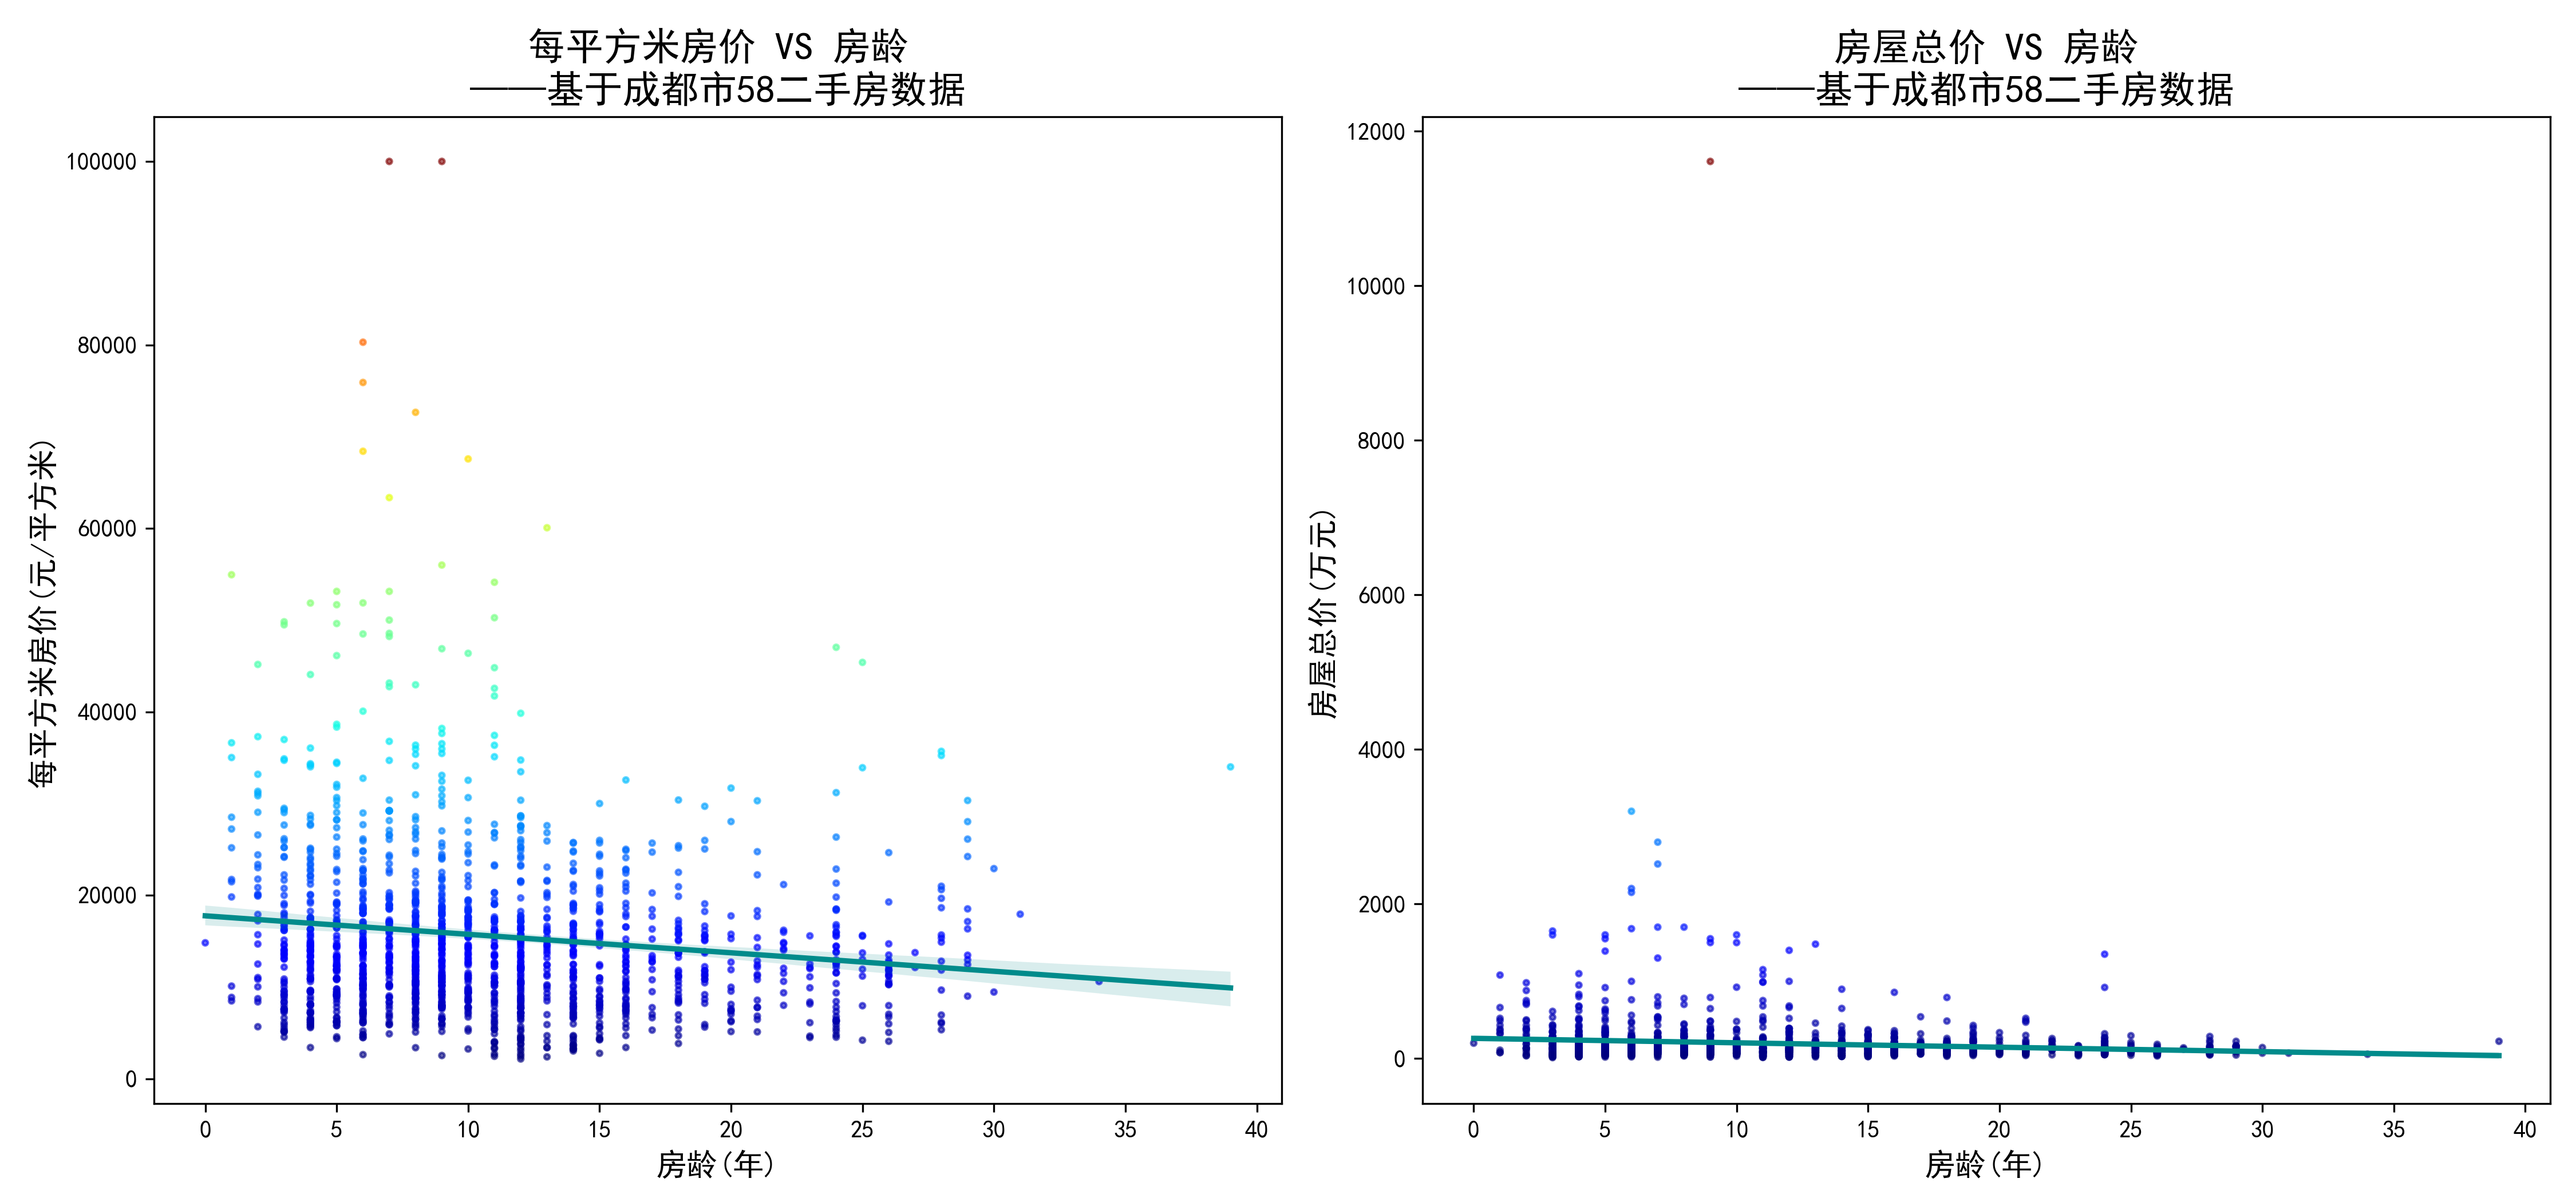 每平方米房价 VS 房龄
——基于成都市58二手房数据
每平方米房价(元/平方米)
100000
80000
60000
40000
20000
0
0 5 10 15 20 25 30 35 40
房龄(年)
房屋总价 VS 房龄
——基于成都市58二手房数据
房屋总价(万元)
12000
10000
8000
6000
4000
2000
0
0 5 10 15 20 25 30 35 40
房龄(年)